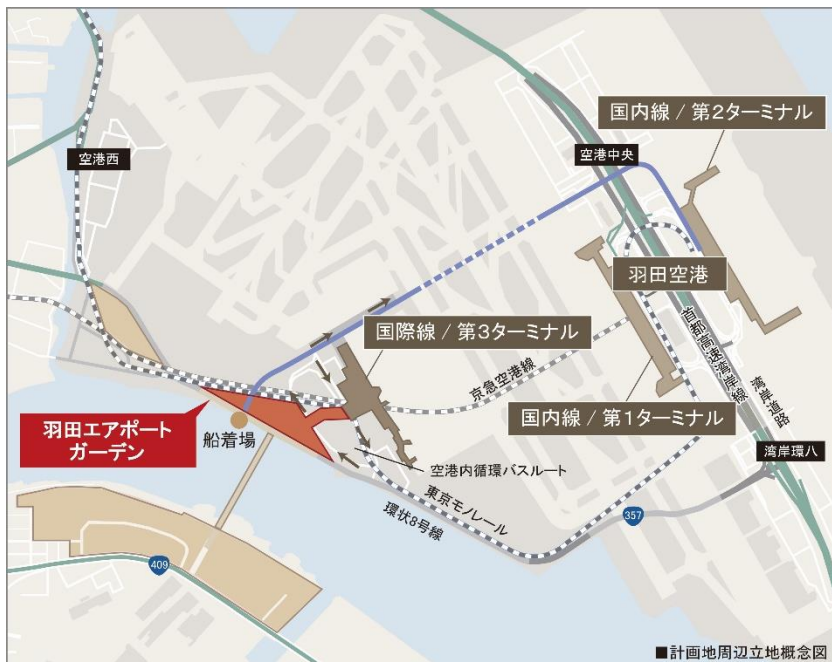 国内線 / 第2ターミナル
空港中央
空港西
羽田空港
国際線 / 第3ターミナル
首都高速湾岸線
湾岸道路
京急空港線
国内線 / 第1ターミナル
羽田エアポート
ガーデン
船着場
湾岸環八
空港内循環バスルート
東京モノレール
環状8号線
357
409
■計画地周辺立地概念図